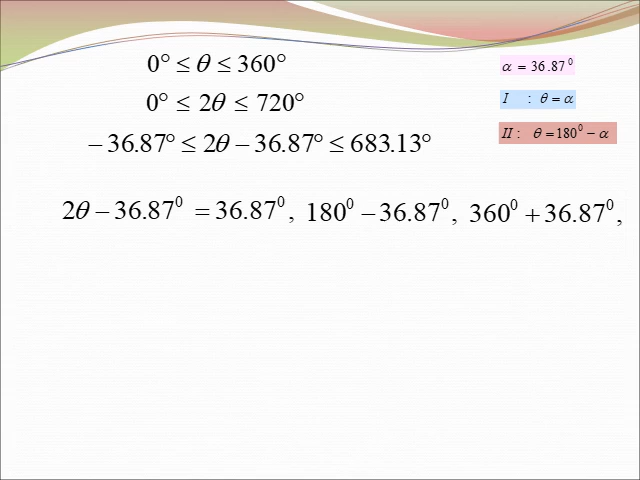 0° ≤ θ ≤ 360°
α = 36.87⁰
0° ≤ 2θ ≤ 720°
I : θ = α
− 36.87° ≤ 2θ − 36.87° ≤ 683.13°
II : θ = 180⁰ − α
2θ − 36.87⁰ = 36.87⁰ , 180⁰ − 36.87⁰ , 360⁰ + 36.87⁰ ,